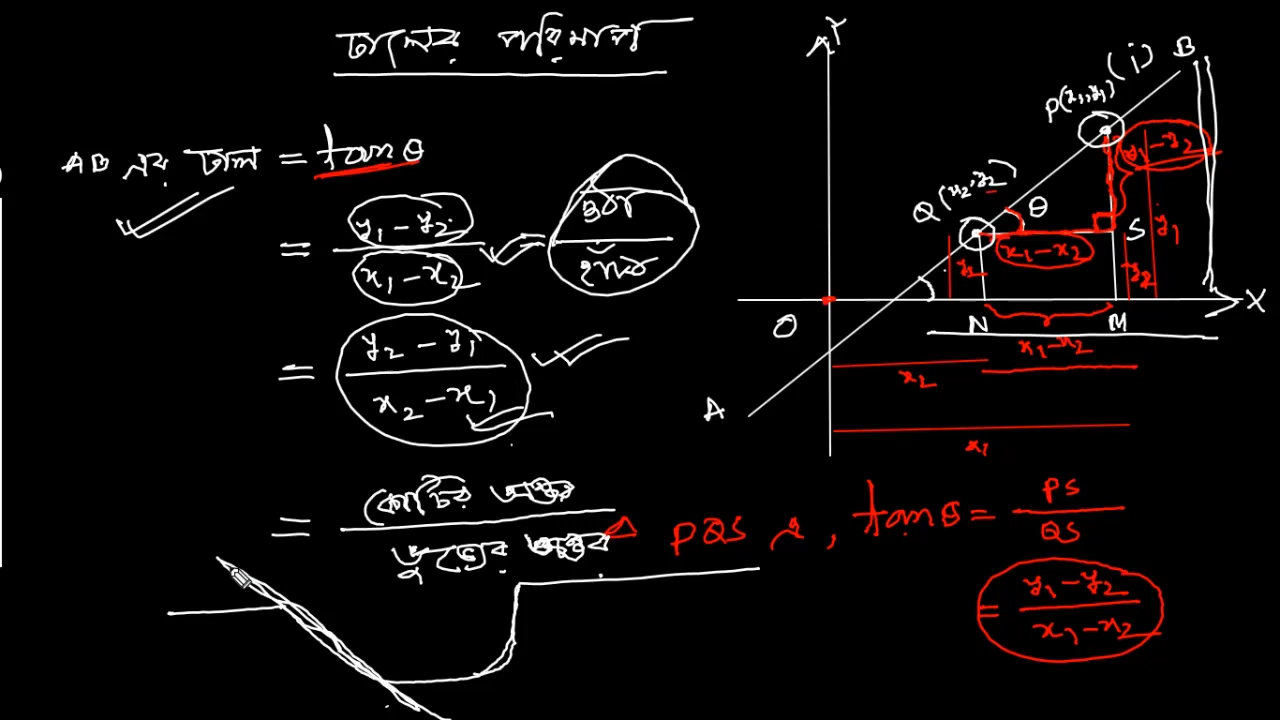 ঢালের পরিমাপ
AB এর ঢাল = tanθ
= y₁ - y₂ / x₁ - x₂ = /
= y₂ - y₁ / x₂ - x₁
= কোটির অন্তর / ভুজের অন্তর
Y
B
P(x₁, y₁) (i)
y₁ - y₂
Q(x₂, y₂)
θ
S
x₁ - x₂
y₁
y₂
y₂
X
O
N
M
x₁ - x₂
x₂
A
x₁
Δ PQS এ, tanθ = PS / QS
= y₁ - y₂ / x₁ - x₂